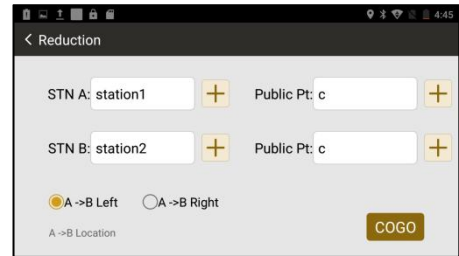 4:45
Reduction
STN A: station1 Public Pt: c
STN B: station2 Public Pt: c
A ->B Left A ->B Right
A ->B Location
COGO